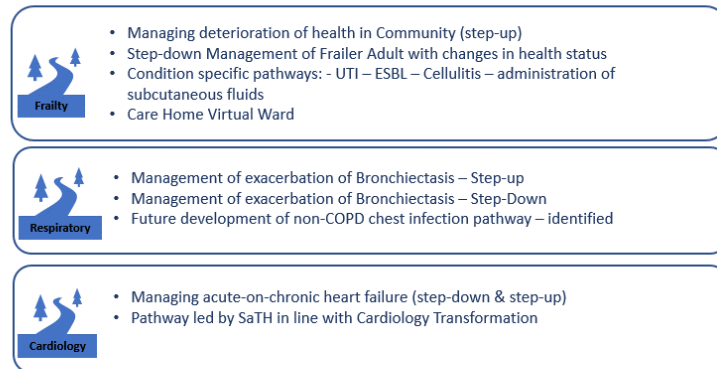 • Managing deterioration of health in Community (step-up)
• Step-down Management of Frailer Adult with changes in health status
• Condition specific pathways: - UTI – ESBL – Cellulitis – administration of
subcutaneous fluids
• Care Home Virtual Ward
Frailty
• Management of exacerbation of Bronchiectasis – Step-up
• Management of exacerbation of Bronchiectasis – Step-Down
• Future development of non-COPD chest infection pathway – identified
Respiratory
• Managing acute-on-chronic heart failure (step-down & step-up)
• Pathway led by SaTH in line with Cardiology Transformation
Cardiology